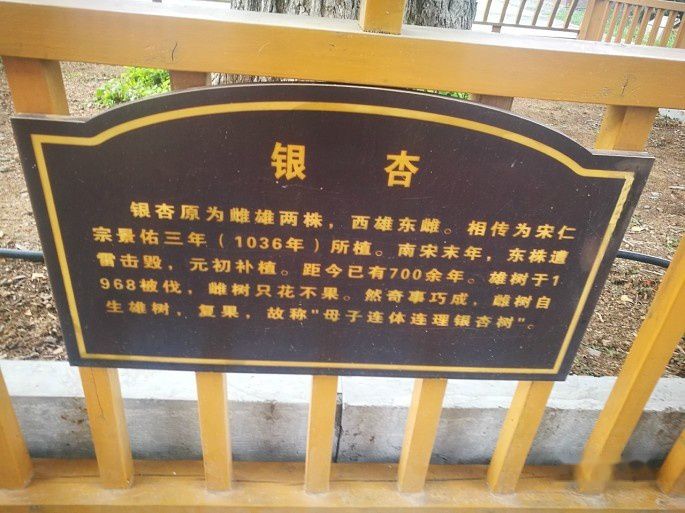 银杏
银杏原为雌雄两株，西雄东雌。相传为宋仁
宗景佑三年（1036年）所植。南宋末年，东株遭
雷击毁，元初补植。距今已有700余年。雄树于1
968被伐，雌树只花不果。然奇事巧成，雌树自
生雄树，复果，故称"母子连体连理银杏树"。